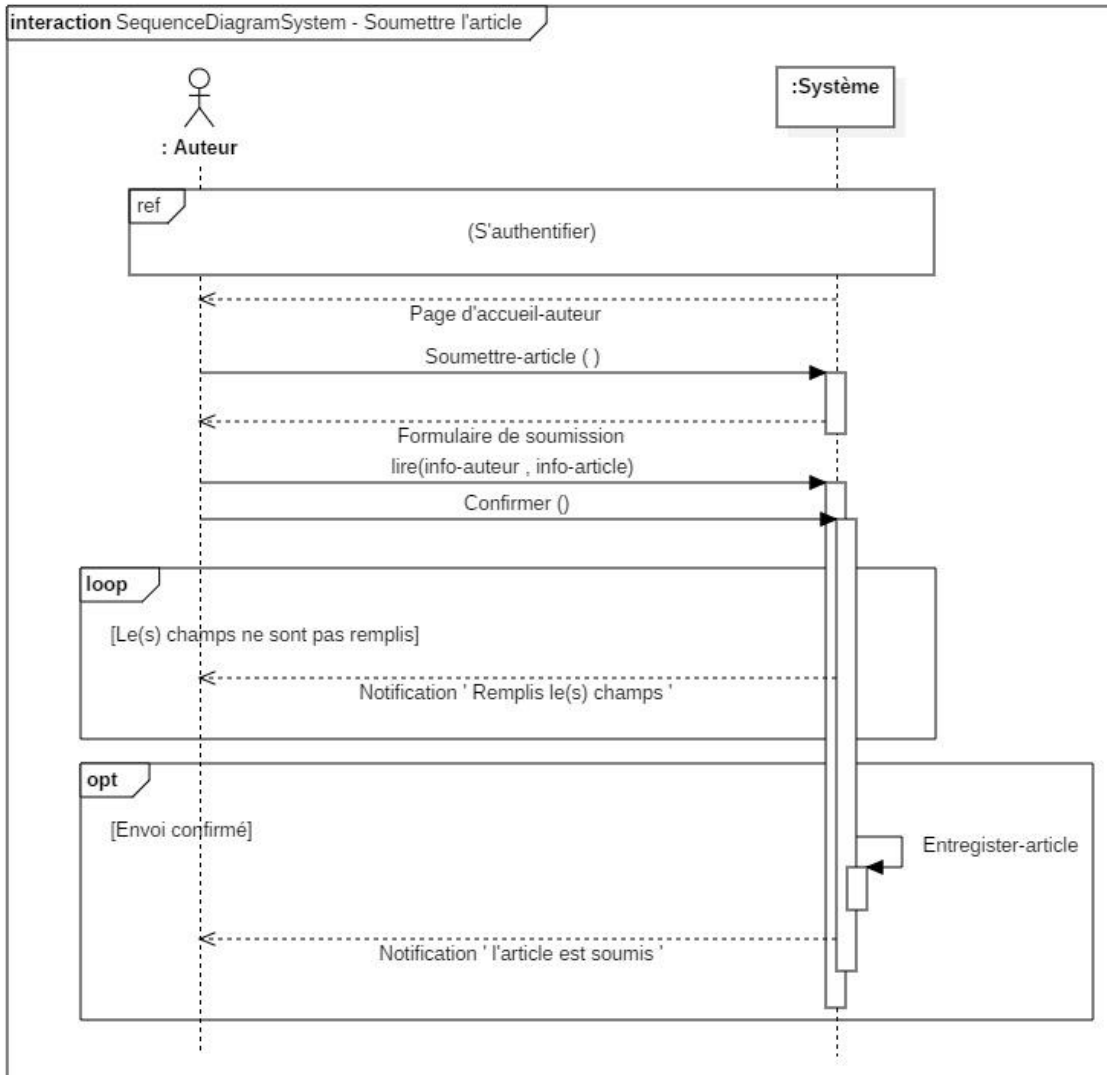 interaction SequenceDiagramSystem - Soumettre l'article
:Système
: Auteur
ref
(S'authentifier)
Page d'accueil-auteur
Soumettre-article ( )
Formulaire de soumission
lire(info-auteur , info-article)
Confirmer ()
loop
[Le(s) champs ne sont pas remplis]
Notification ' Remplis le(s) champs '
opt
[Envoi confirmé]
Entregister-article
Notification ' l'article est soumis '